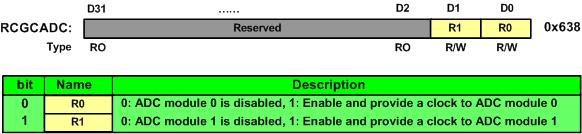 D31 ...... D2 D1 D0
RCGCADC: Reserved R1 R0 0x638
Type RO RO R/W R/W
bit Name Description
0 R0 0: ADC module 0 is disabled, 1: Enable and provide a clock to ADC module 0
1 R1 0: ADC module 1 is disabled, 1: Enable and provide a clock to ADC module 1